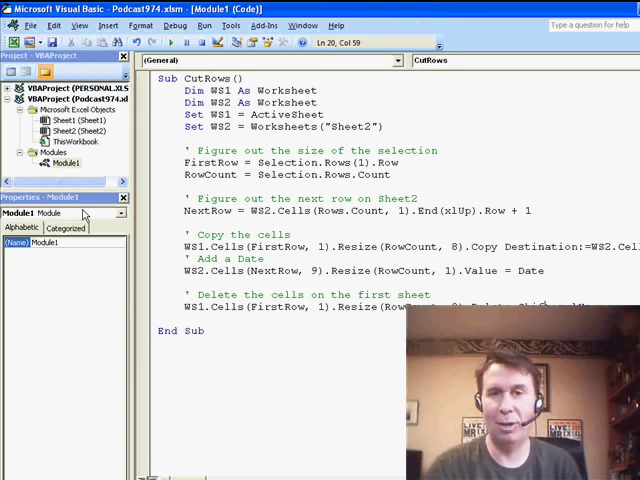 Microsoft Visual Basic - Podcast974.xlsm - [Module1 (Code)]
File Edit View Insert Format Debug Run Tools Add-Ins Window Help
Type a question for help
Ln 20, Col 59
Project - VBAProject
(General)
CutRows
VBAProject (PERSONAL.XLS
VBAProject (Podcast974.xl
Microsoft Excel Objects
Sheet1 (Sheet1)
Sheet2 (Sheet2)
ThisWorkbook
Modules
Module1
Properties - Module1
Module1 Module
Alphabetic Categorized
(Name) Module1
Sub CutRows()
Dim WS1 As Worksheet
Dim WS2 As Worksheet
Set WS1 = ActiveSheet
Set WS2 = Worksheets("Sheet2")
' Figure out the size of the selection
FirstRow = Selection.Rows(1).Row
RowCount = Selection.Rows.Count
' Figure out the next row on Sheet2
NextRow = WS2.Cells(Rows.Count, 1).End(xlUp).Row + 1
' Copy the cells
WS1.Cells(FirstRow, 1).Resize(RowCount, 8).Copy Destination:=WS2.Cel
' Add a Date
WS2.Cells(NextRow, 9).Resize(RowCount, 1).Value = Date
' Delete the cells on the first sheet
WS1.Cells(FirstRow, 1).Resize(RowCount,
End Sub
LIVE
MR
LIVE